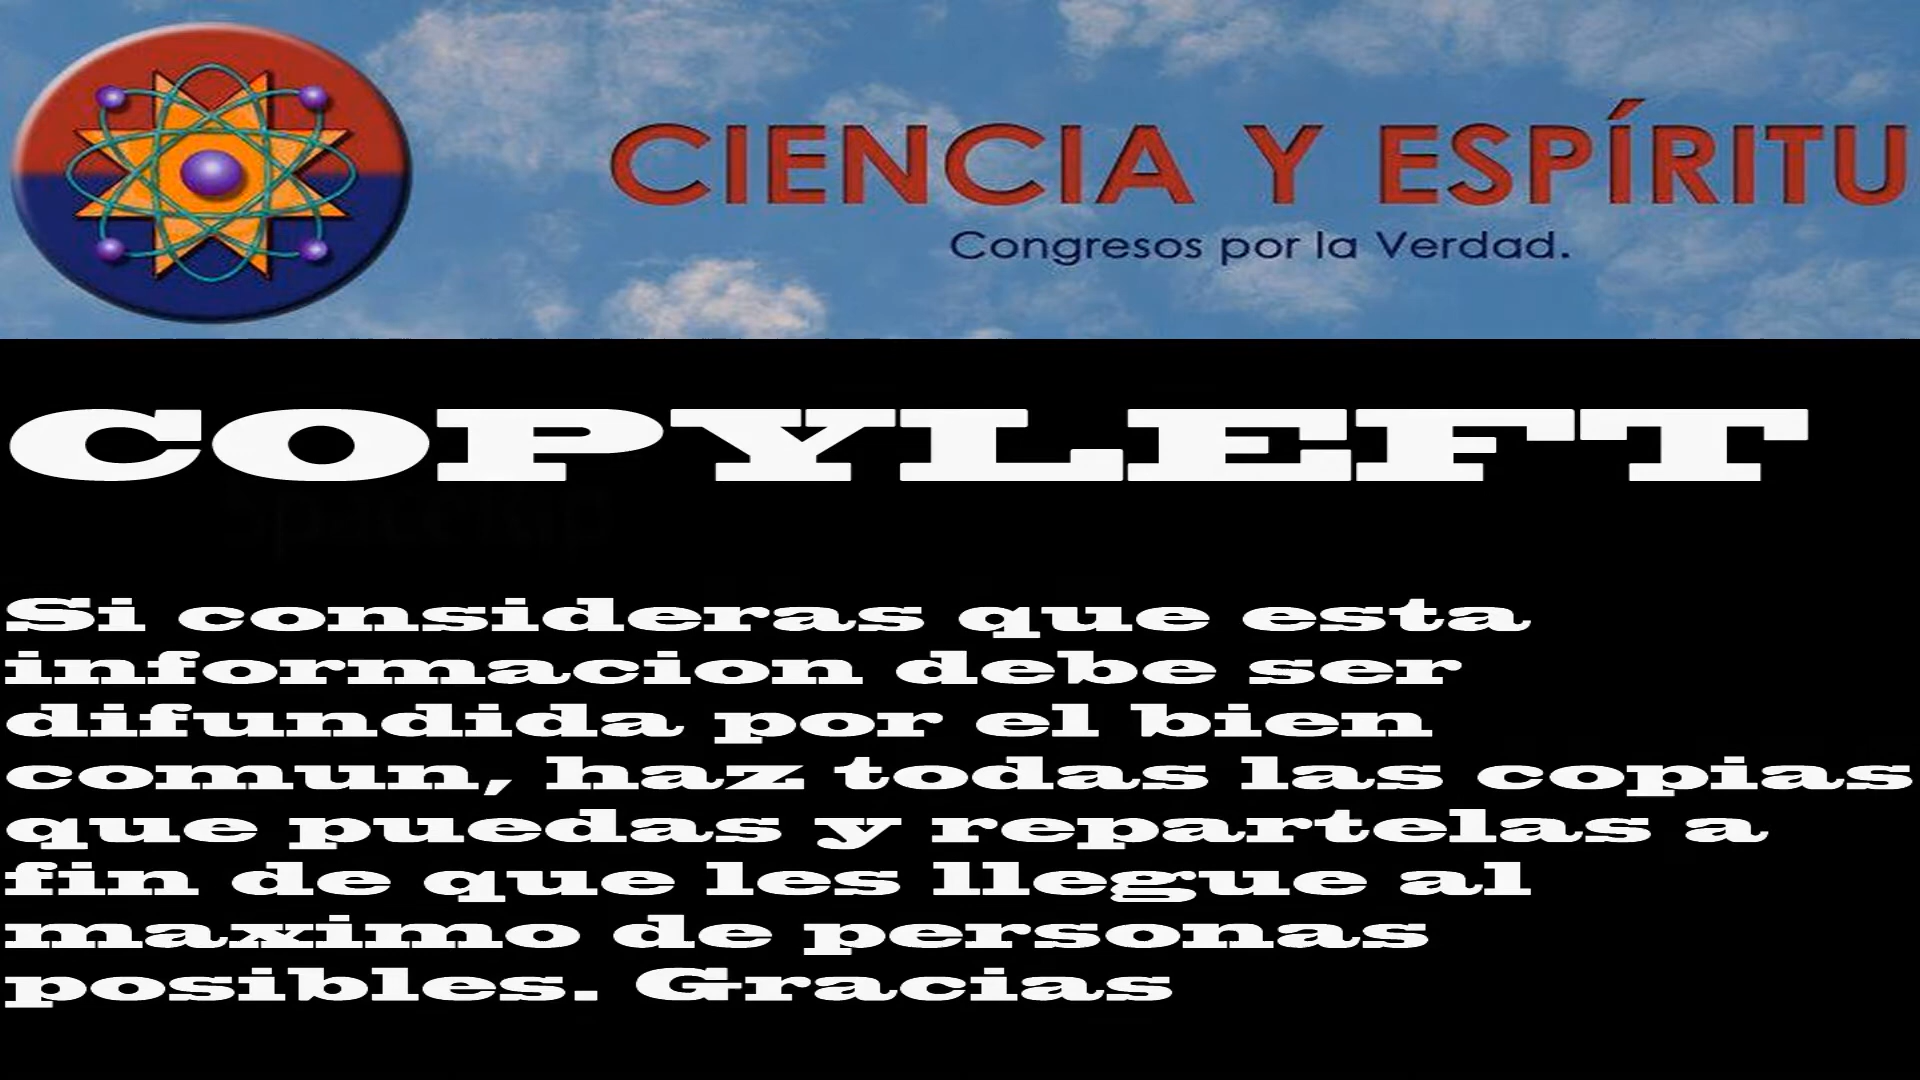 CIENCIA Y ESPÍRITU
Congresos por la Verdad.
COPYLEFT
Si consideras que esta
informacion debe ser
difundida por el bien
comun, haz todas las copias
que puedas y repartelas a
fin de que les llegue al
maximo de personas
posibles. Gracias